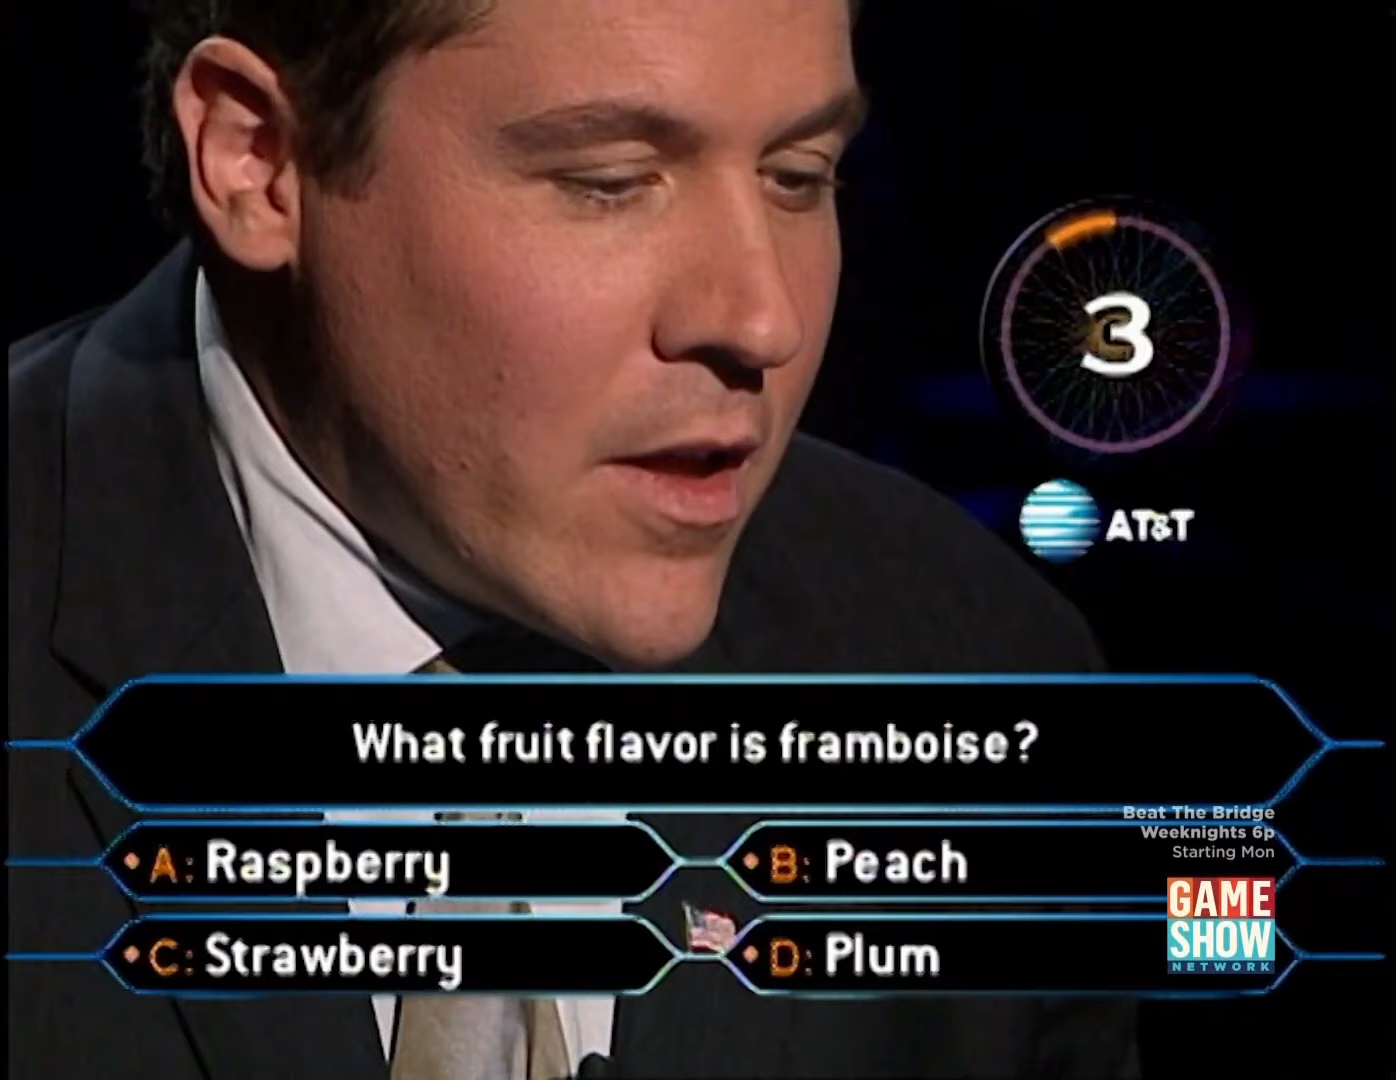 3
AT&T
What fruit flavor is framboise?
A: Raspberry
B: Peach
C: Strawberry
D: Plum
Beat The Bridge
Weeknights 6p
Starting Mon
GAME
SHOW
NETWORK